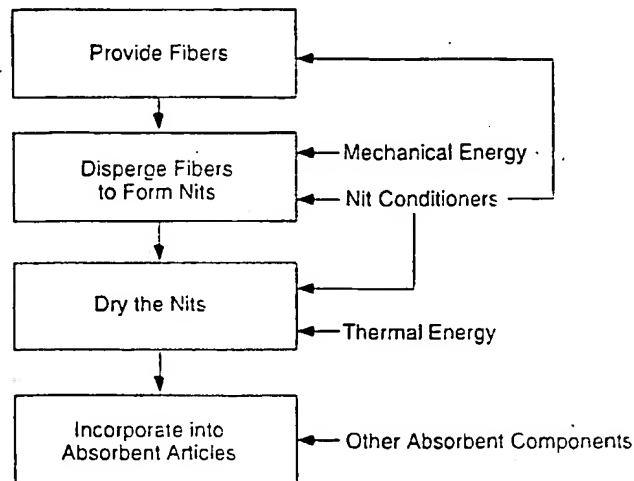 Provide Fibers
Disperge Fibers
to Form Nits
Mechanical Energy
Nit Conditioners
Dry the Nits
Thermal Energy
Incorporate into
Absorbent Articles
Other Absorbent Components